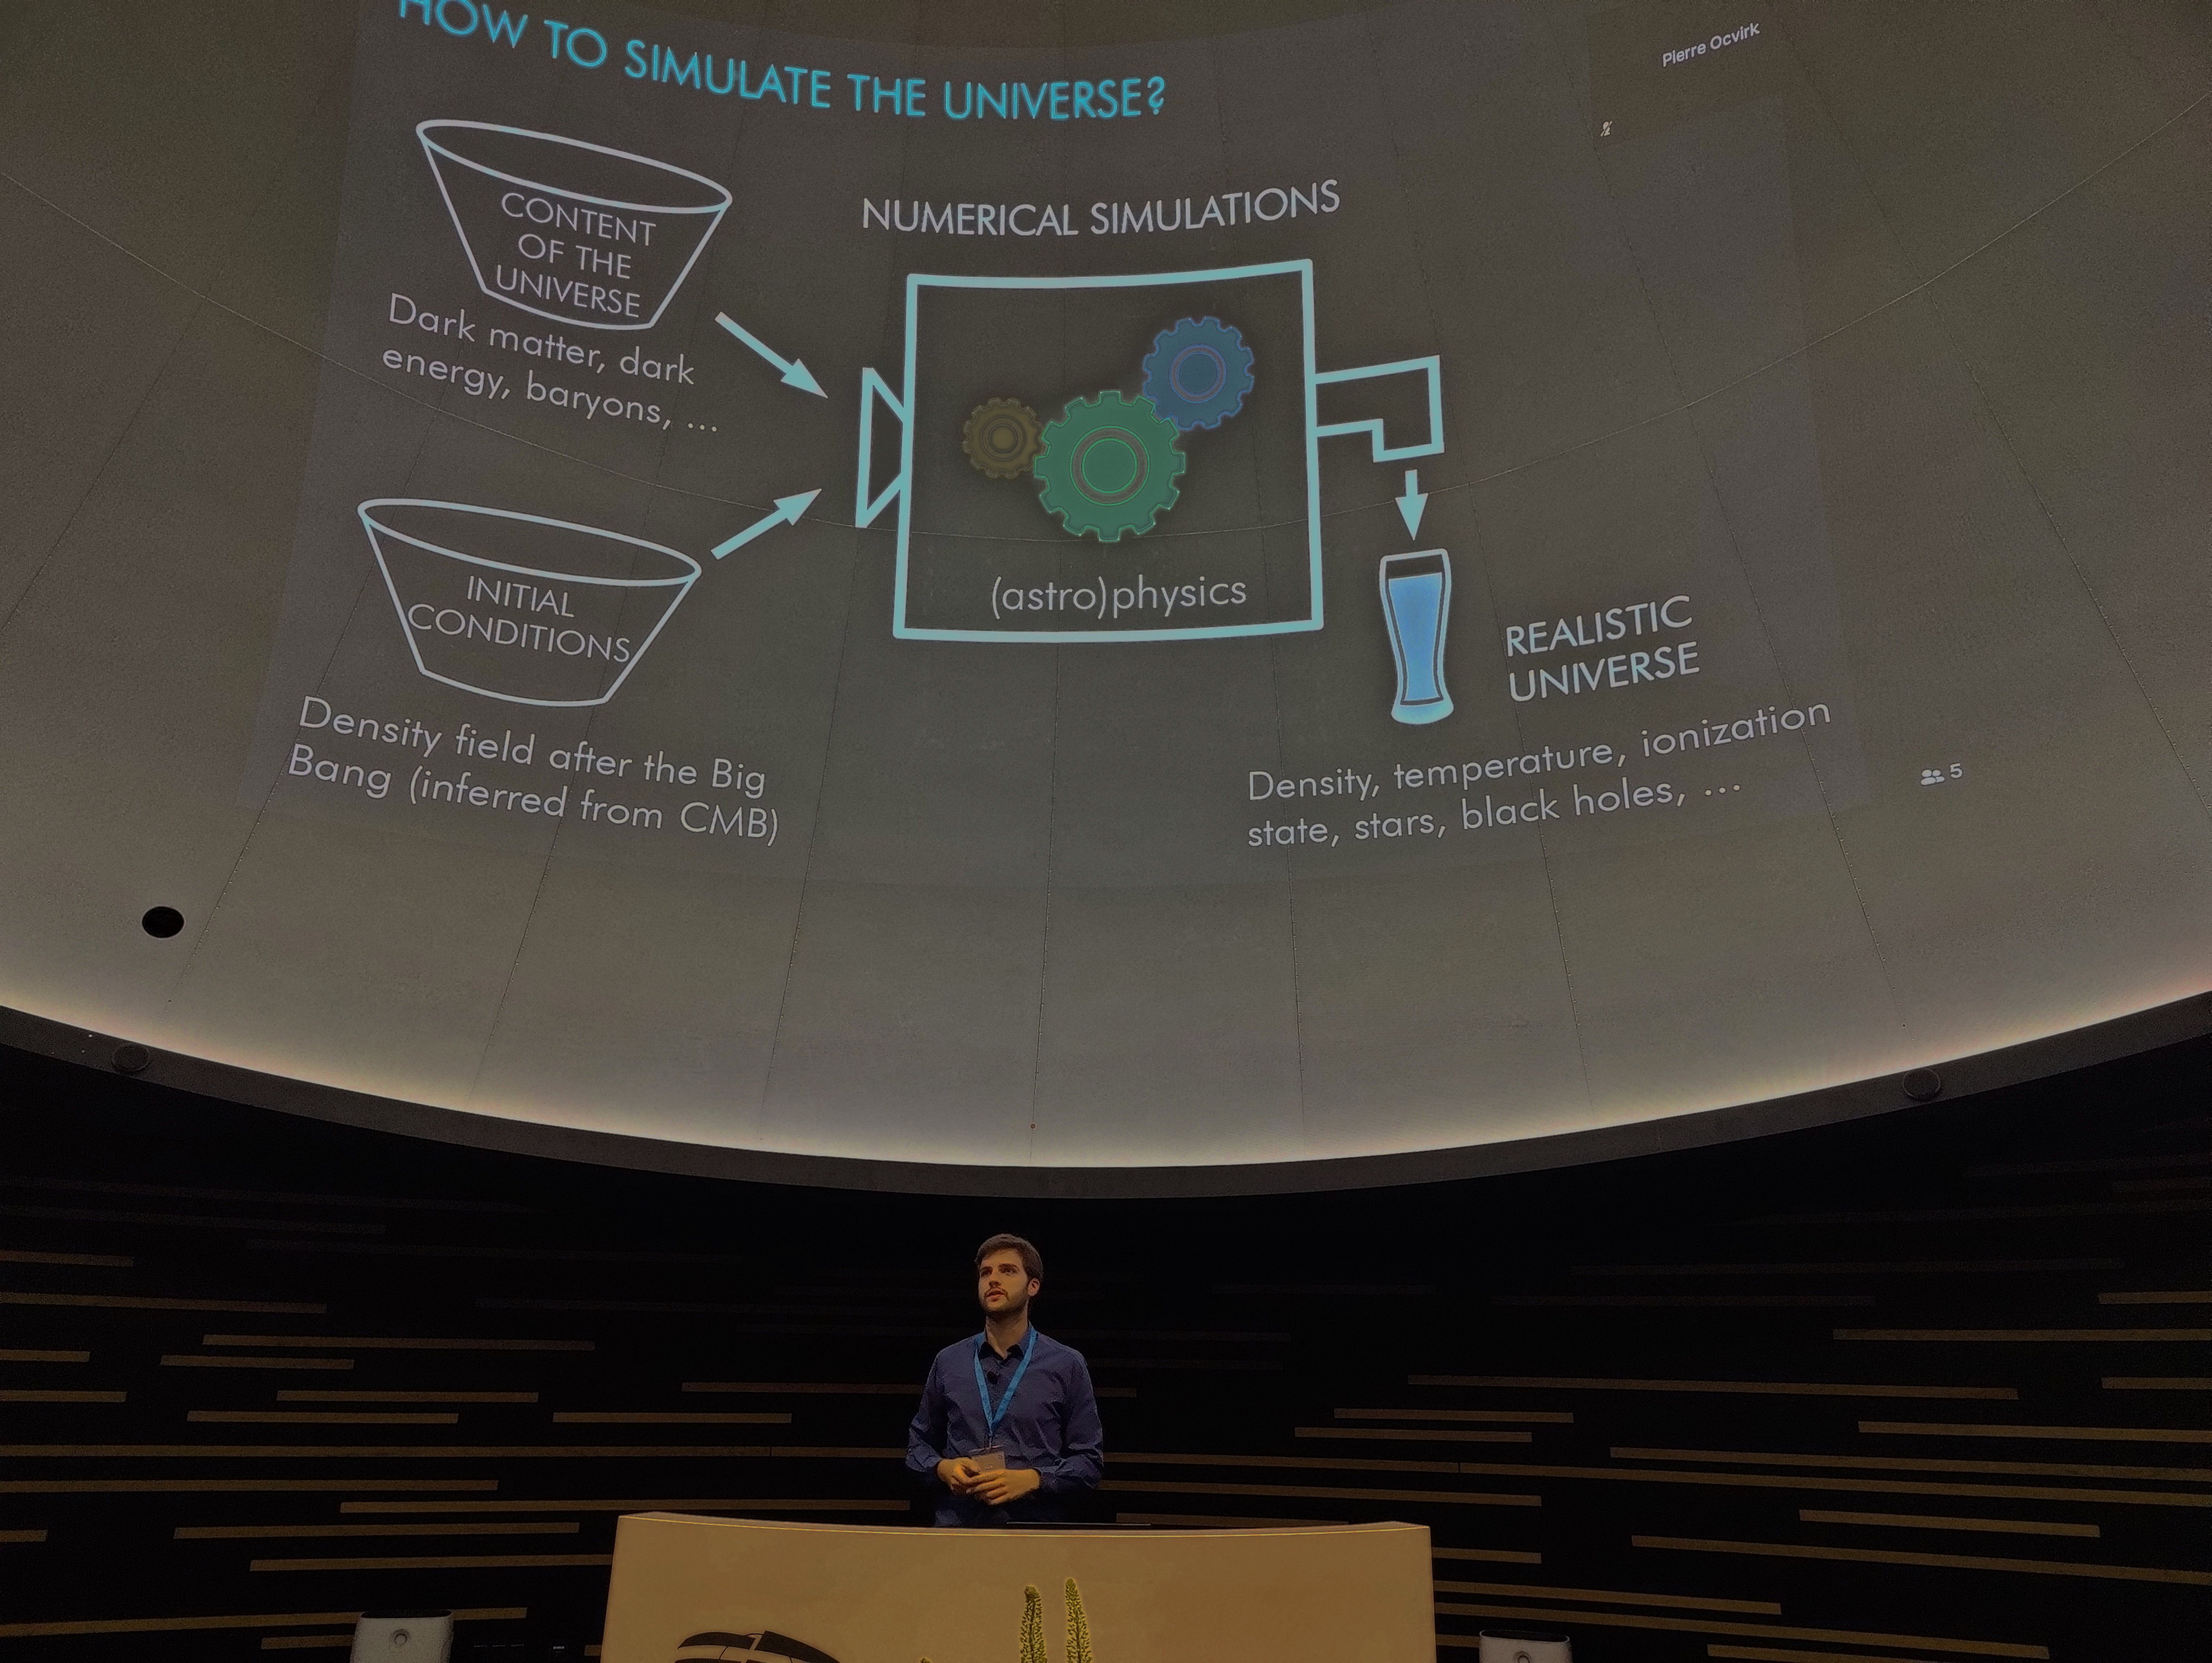 HOW TO SIMULATE THE UNIVERSE?
Pierre Ocvirk
CONTENT
OF THE
UNIVERSE
Dark matter, dark
energy, baryons, ...
NUMERICAL SIMULATIONS
(astro)physics
INITIAL
CONDITIONS
Density field after the Big
Bang (inferred from CMB)
REALISTIC
UNIVERSE
Density, temperature, ionization
state, stars, black holes, ...
5